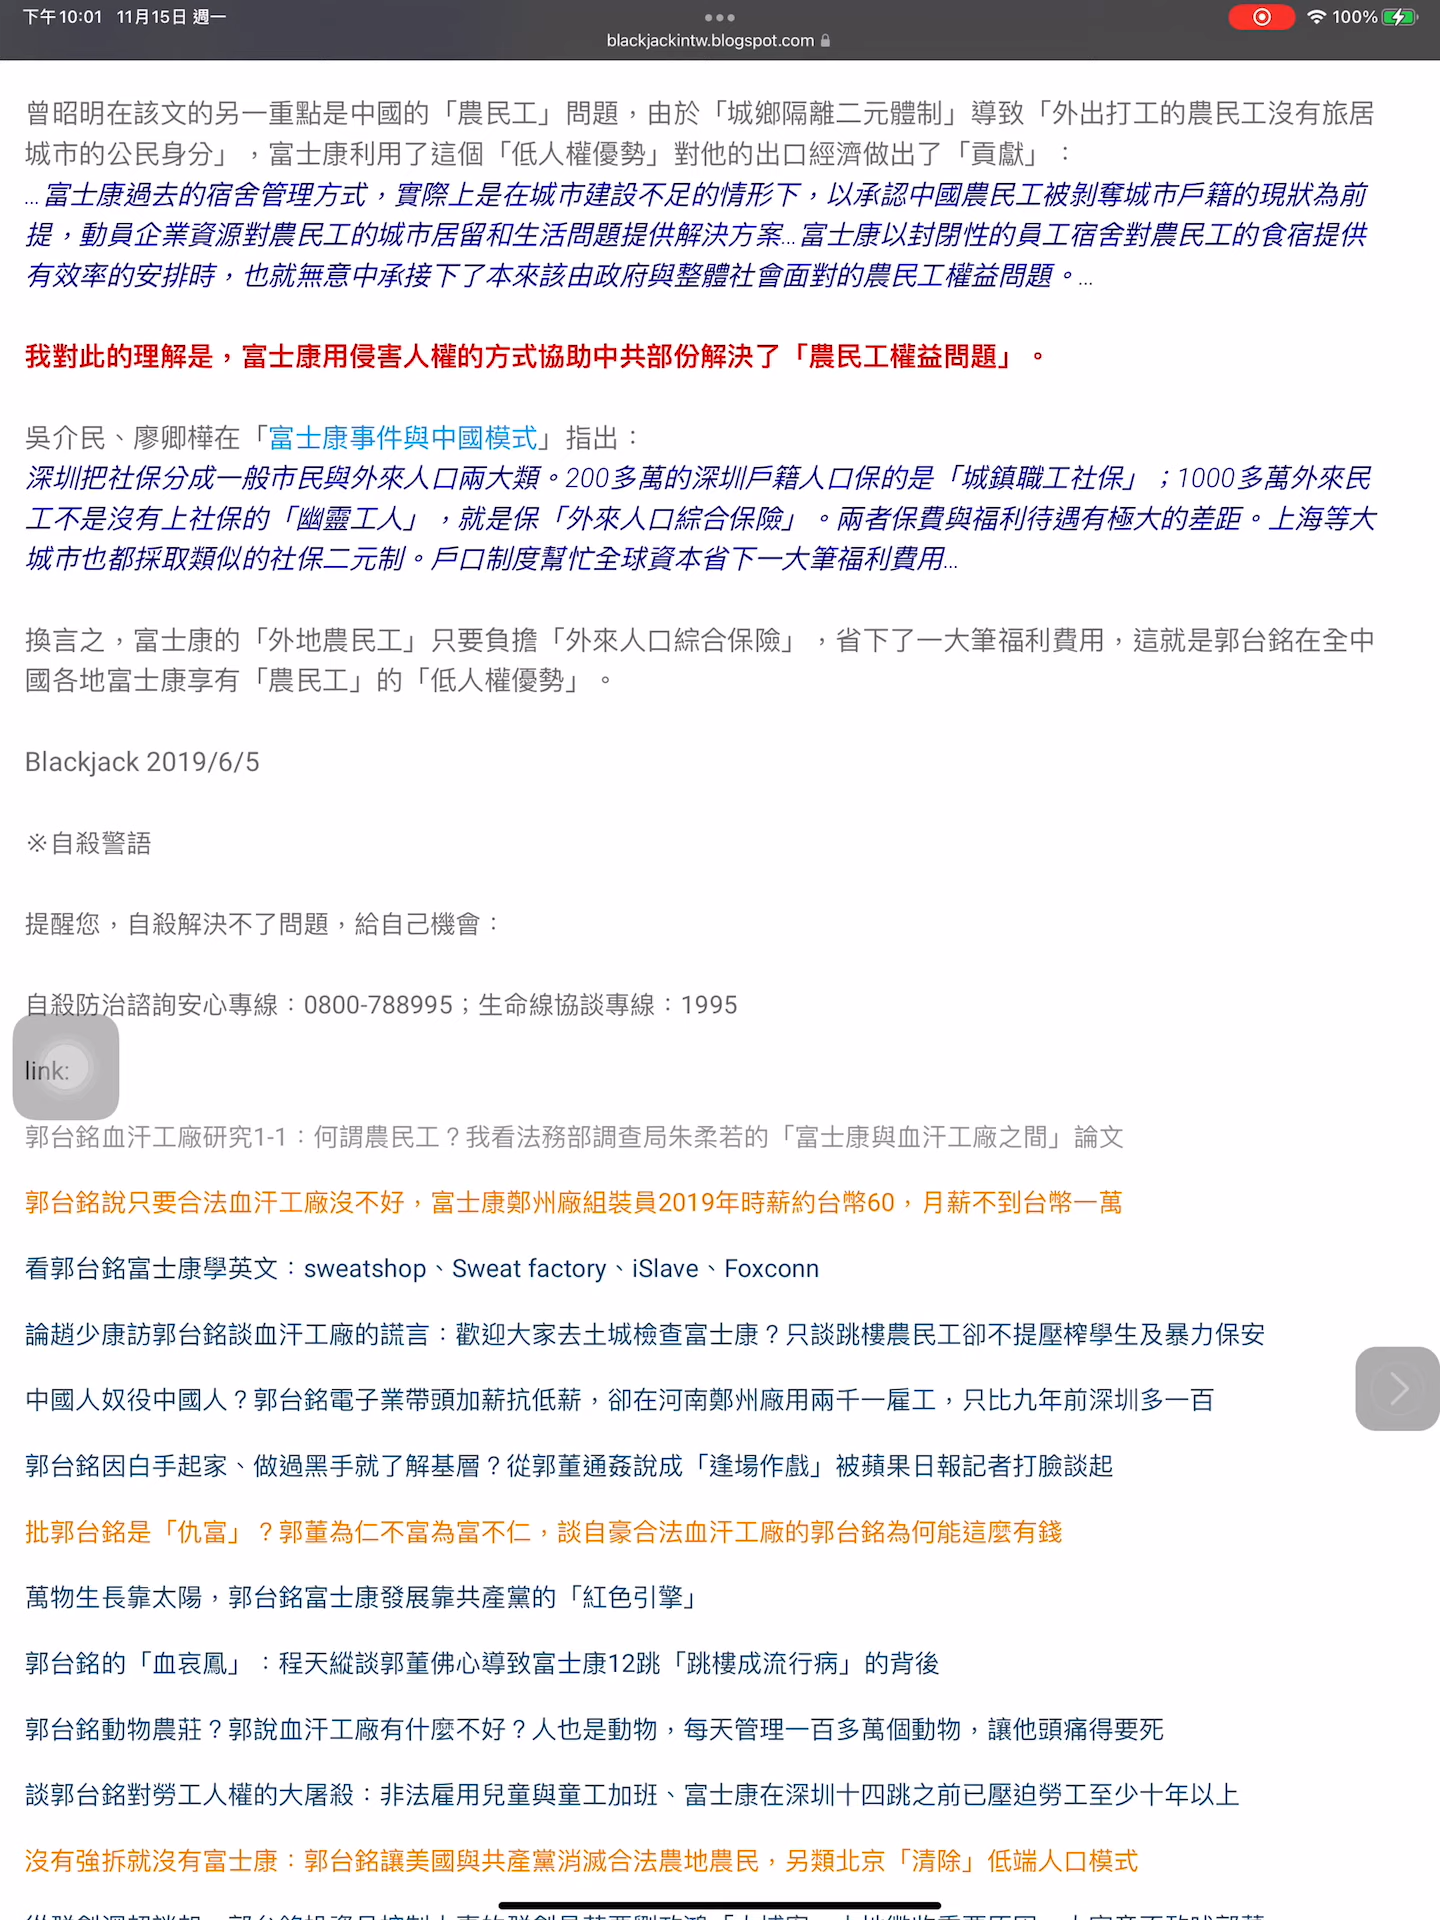 下午10:01 11月15日 週一
100%
blackjackintw.blogspot.com
曾昭明在該文的另一重點是中國的「農民工」問題，由於「城鄉隔離二元體制」導致「外出打工的農民工沒有旅居
城市的公民身分」，富士康利用了這個「低人權優勢」對他的出口經濟做出了「貢獻」：
...富士康過去的宿舍管理方式，實際上是在城市建設不足的情形下，以承認中國農民工被剝奪城市戶籍的現狀為前
提，動員企業資源對農民工的城市居留和生活問題提供解決方案...富士康以封閉性的員工宿舍對農民工的食宿提供
有效率的安排時，也就無意中承接下了本來該由政府與整體社會面對的農民工權益問題。...
我對此的理解是，富士康用侵害人權的方式協助中共部份解決了「農民工權益問題」。
吳介民、廖卿樺在「富士康事件與中國模式」指出：
深圳把社保分成一般市民與外來人口兩大類。200多萬的深圳戶籍人口保的是「城鎮職工社保」；1000多萬外來民
工不是沒有上社保的「幽靈工人」，就是保「外來人口綜合保險」。兩者保費與福利待遇有極大的差距。上海等大
城市也都採取類似的社保二元制。戶口制度幫忙全球資本省下一大筆福利費用...
換言之，富士康的「外地農民工」只要負擔「外來人口綜合保險」，省下了一大筆福利費用，這就是郭台銘在全中
國各地富士康享有「農民工」的「低人權優勢」。
Blackjack 2019/6/5
※自殺警語
提醒您，自殺解決不了問題，給自己機會：
自殺防治諮詢安心專線：0800-788995；生命線協談專線：1995
link:
郭台銘血汗工廠研究1-1：何謂農民工？我看法務部調查局朱柔若的「富士康與血汗工廠之間」論文
郭台銘說只要合法血汗工廠沒不好，富士康鄭州廠組裝員2019年時薪約台幣60，月薪不到台幣一萬
看郭台銘富士康學英文：sweatshop、Sweat factory、iSlave、Foxconn
論趙少康訪郭台銘談血汗工廠的謊言：歡迎大家去土城檢查富士康？只談跳樓農民工卻不提壓榨學生及暴力保安
中國人奴役中國人？郭台銘電子業帶頭加薪抗低薪，卻在河南鄭州廠用兩千一雇工，只比九年前深圳多一百
郭台銘因白手起家、做過黑手就了解基層？從郭董通姦說成「逢場作戲」被蘋果日報記者打臉談起
批郭台銘是「仇富」？郭董為仁不富為富不仁，談自豪合法血汗工廠的郭台銘為何能這麼有錢
萬物生長靠太陽，郭台銘富士康發展靠共產黨的「紅色引擎」
郭台銘的「血哀鳳」：程天縱談郭董佛心導致富士康12跳「跳樓成流行病」的背後
郭台銘動物農莊？郭說血汗工廠有什麼不好？人也是動物，每天管理一百多萬個動物，讓他頭痛得要死
談郭台銘對勞工人權的大屠殺：非法雇用兒童與童工加班、富士康在深圳十四跳之前已壓迫勞工至少十年以上
沒有強拆就沒有富士康：郭台銘讓美國與共產黨消滅合法農地農民，另類北京「清除」低端人口模式